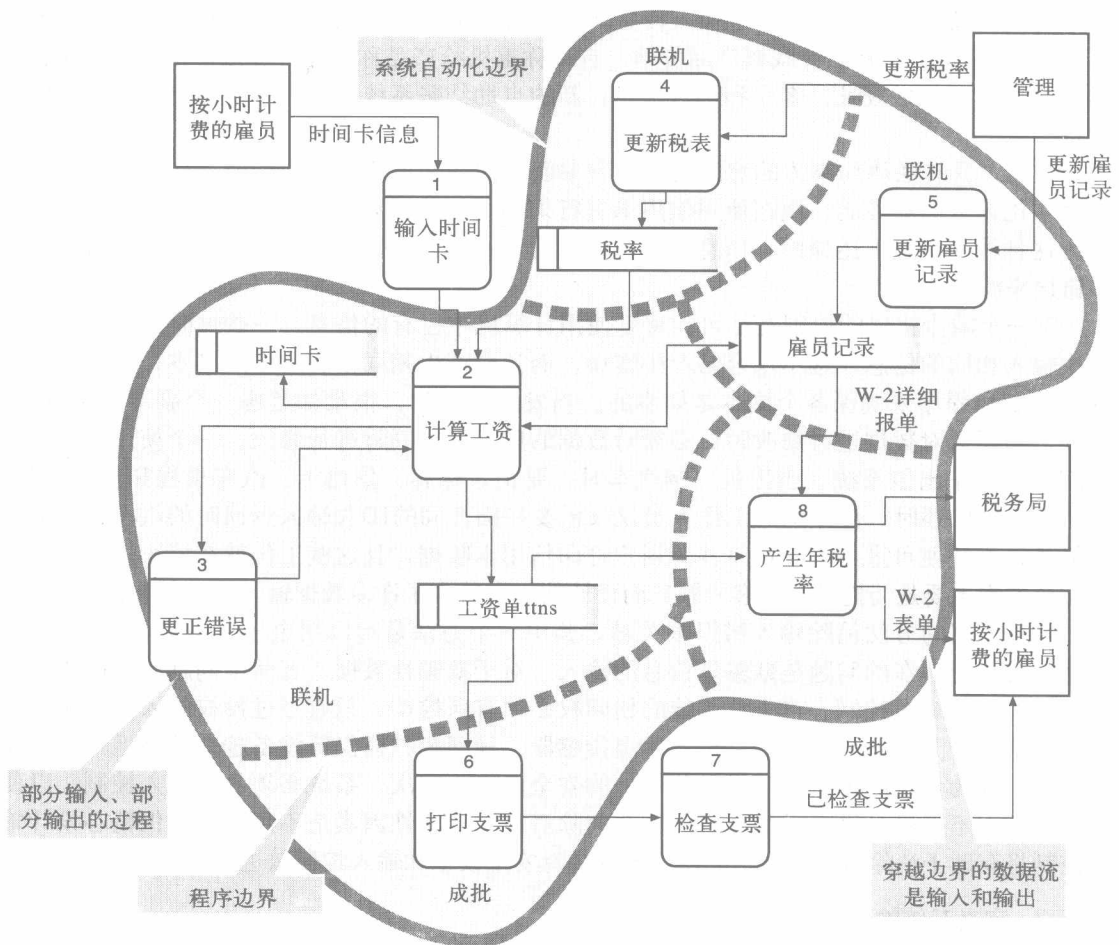 系统自动化边界
联机
更新税率
管理
按小时计
费的雇员
时间卡信息
4
更新税表
更新雇
员记录
1
输入时间
卡
联机
5
更新雇员
记录
税率
时间卡
2
计算工资
雇员记录
W-2详细
报单
税务局
3
更正错误
8
产生年税
率
工资单ttns
W-2
表单
按小时计
费的雇员
联机
部分输入、部
分输出的过程
6
打印支票
7
检查支票
成批
已检查支票
程序边界
成批
穿越边界的数据流
是输入和输出